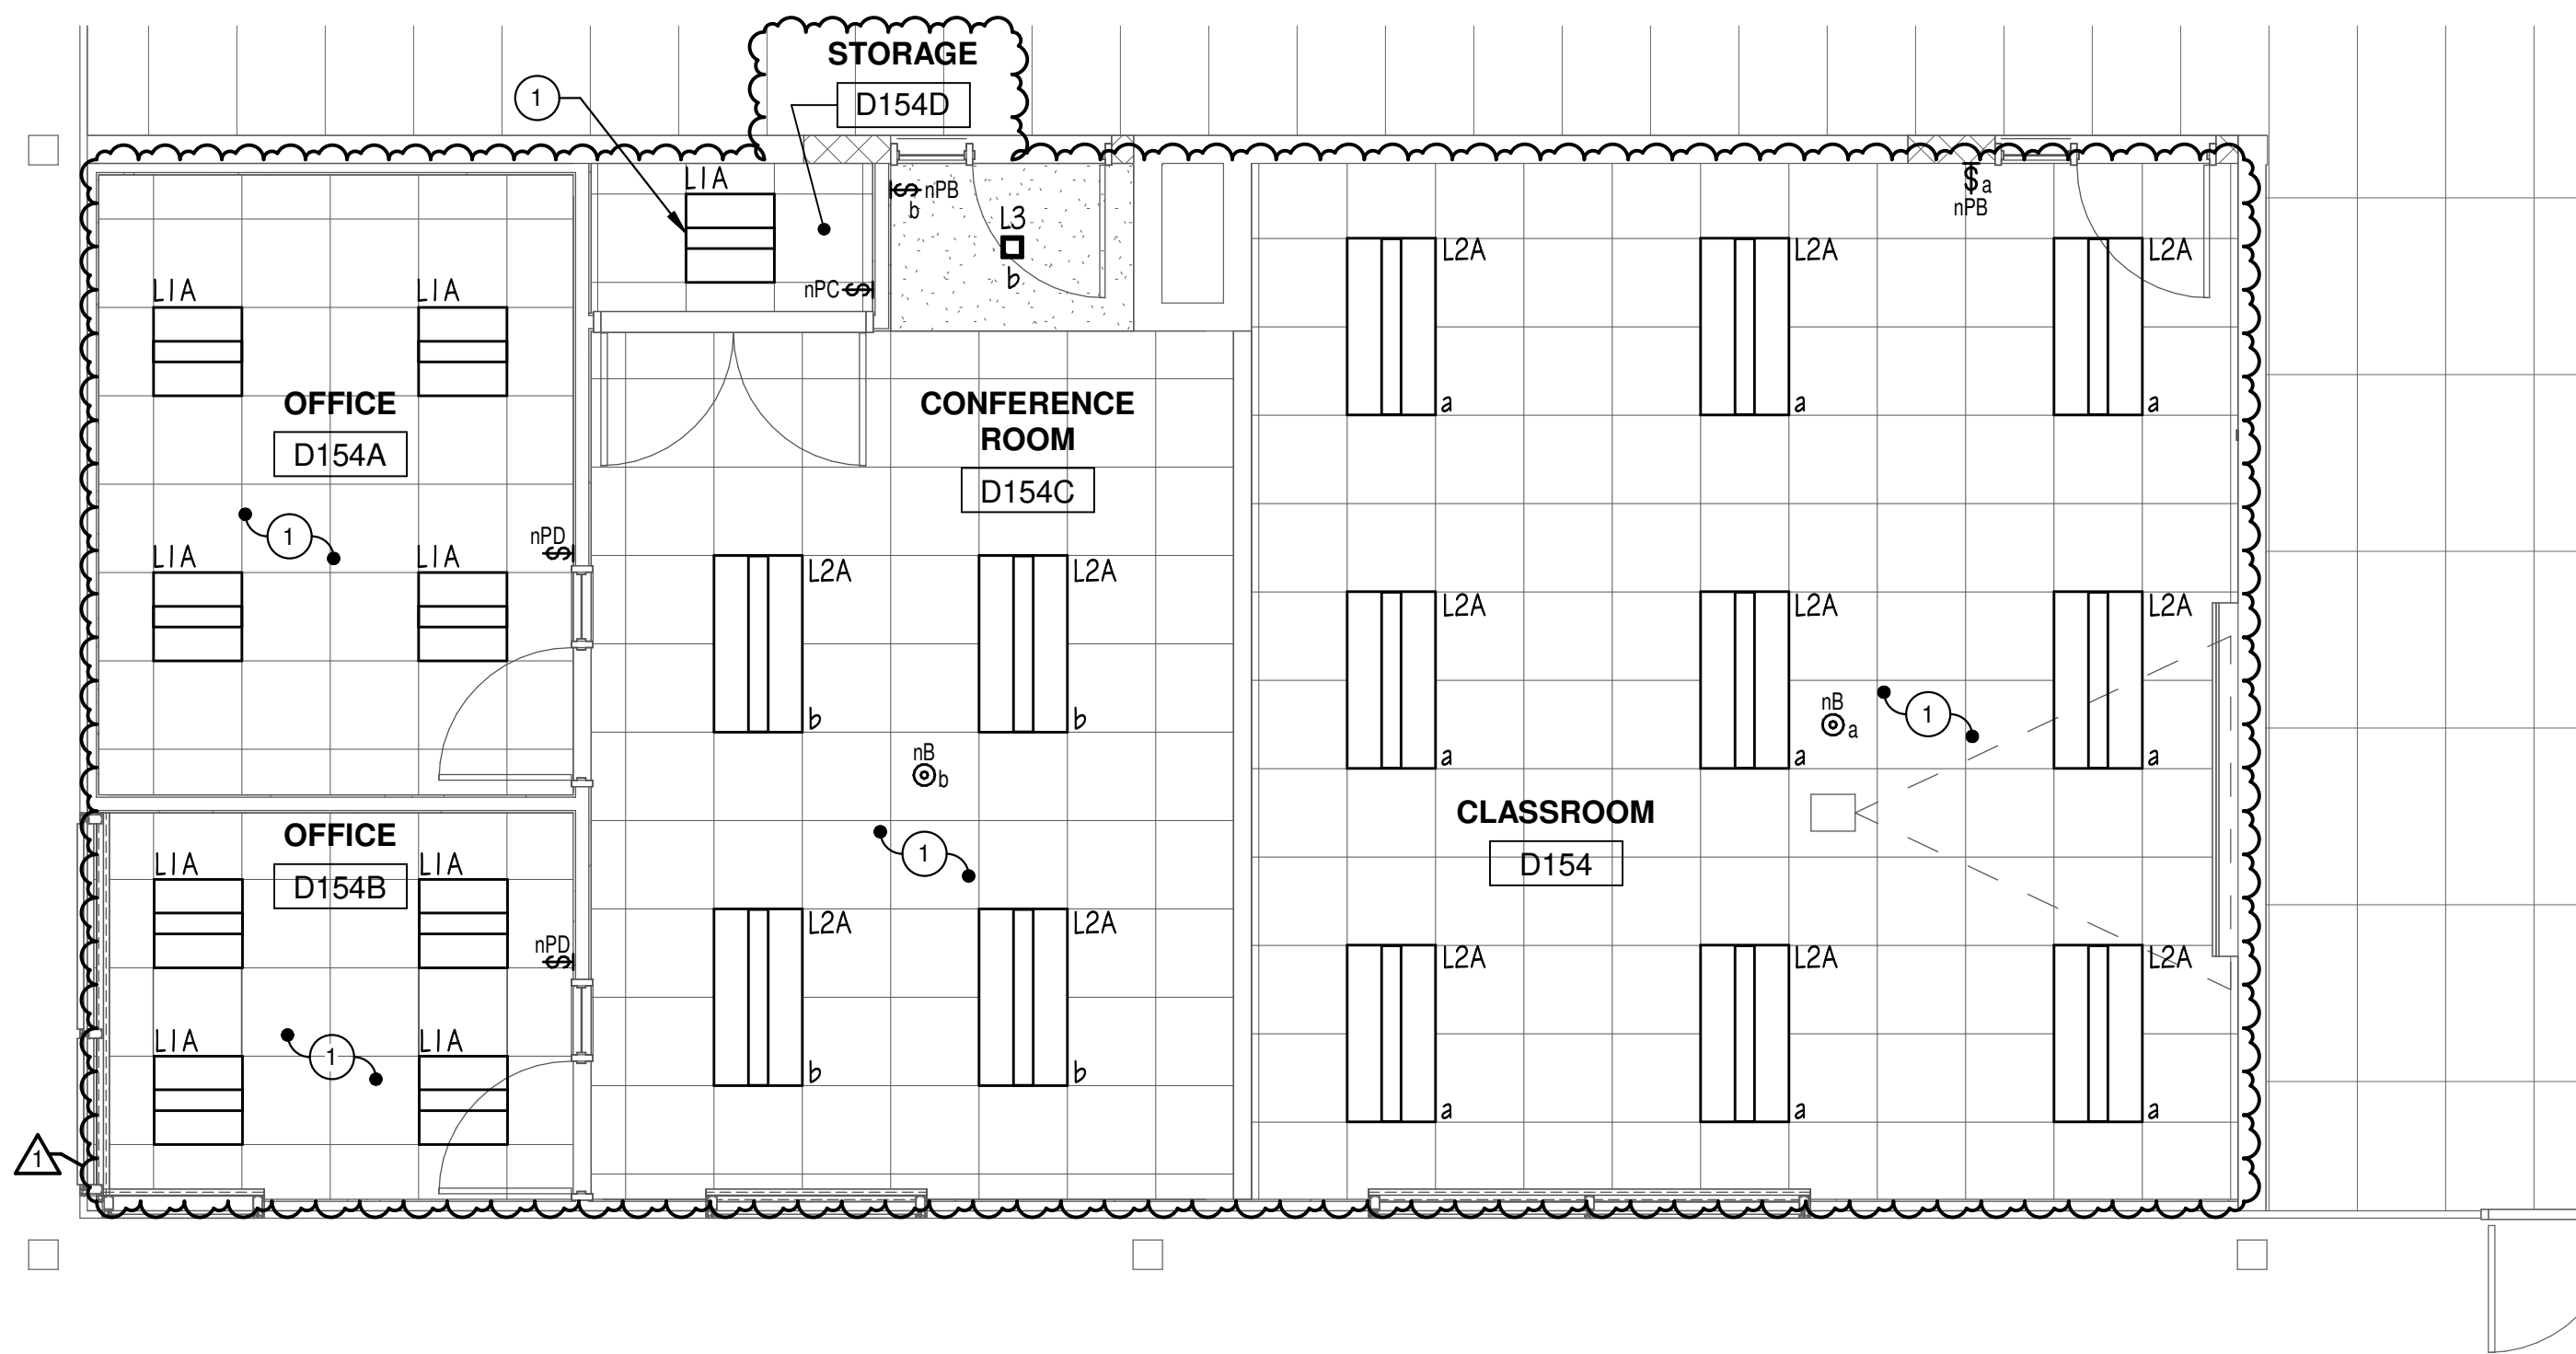 STORAGE
D154D
1
L1A
nPB
b
L3
b
nPC
a
nPB
L2A
L2A
L2A
a
a
a
L1A
L1A
OFFICE
D154A
1
nPD
L1A
L1A
CONFERENCE
ROOM
D154C
L2A
L2A
b
b
nB
b
1
L2A
L2A
b
b
L2A
L2A
L2A
nB
a
1
a
a
a
CLASSROOM
D154
L2A
L2A
L2A
a
a
a
OFFICE
D154B
L1A
L1A
nPD
L1A
L1A
1
1